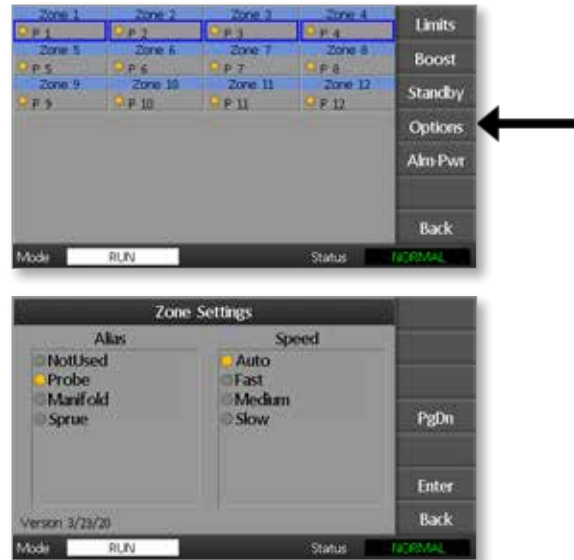 Zone 1 Zone 2 Zone 3 Zone 4
P 1 P 2 P 3 P 4
Zone 5 Zone 6 Zone 7 Zone 8
P 5 P 6 P 7 P 8
Zone 9 Zone 10 Zone 11 Zone 12
P 9 P 10 P 11 P 12
Limits
Boost
Standby
Options
Alm-Pwr
Back
Mode RUN Status NORMAL
Zone Settings
Alias Speed
NotUsed Auto
Probe Fast
Manifold Medium
Sprue Slow
PgDn
Enter
Back
Version 3/23/20
Mode RUN Status NORMAL